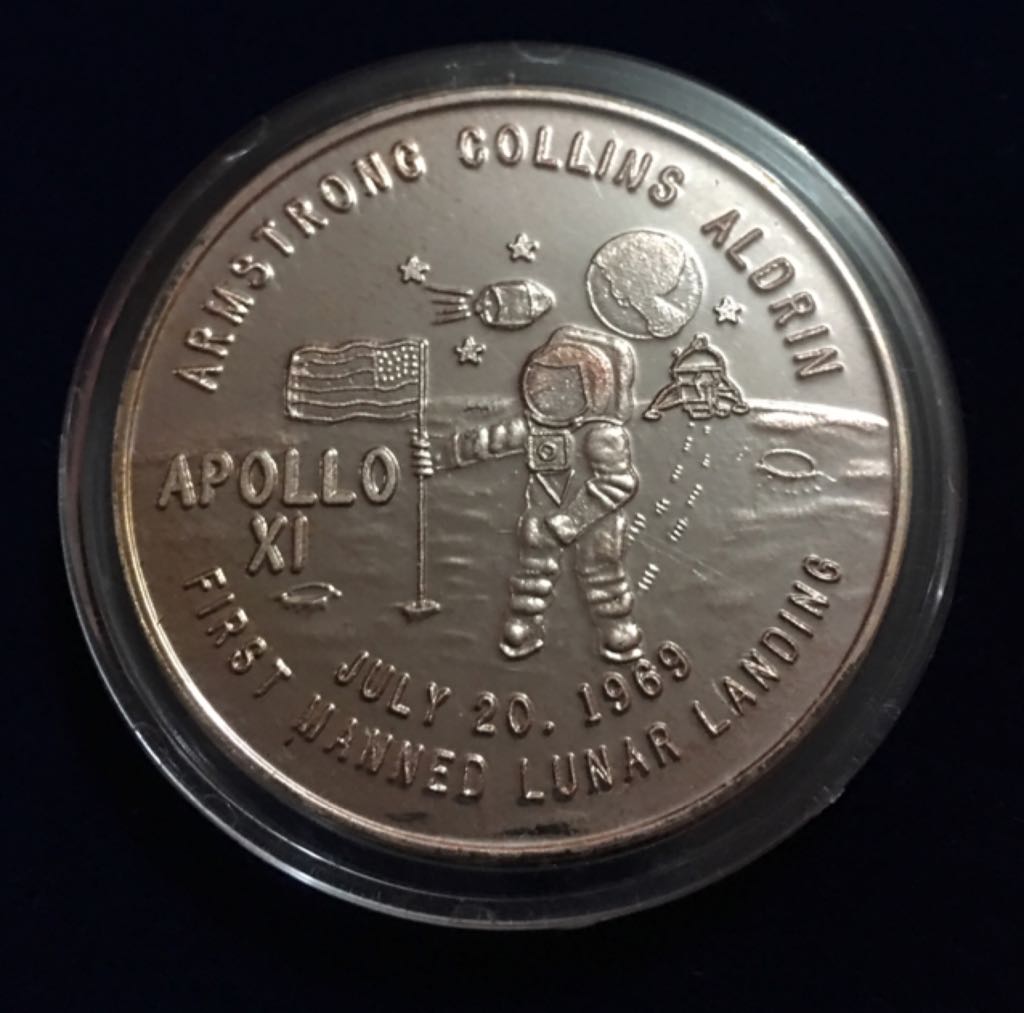 ARMSTRONG COLLINS ALDRIN
APOLLO
XI
JULY 20. 1969
FIRST MANNED LUNAR LANDING